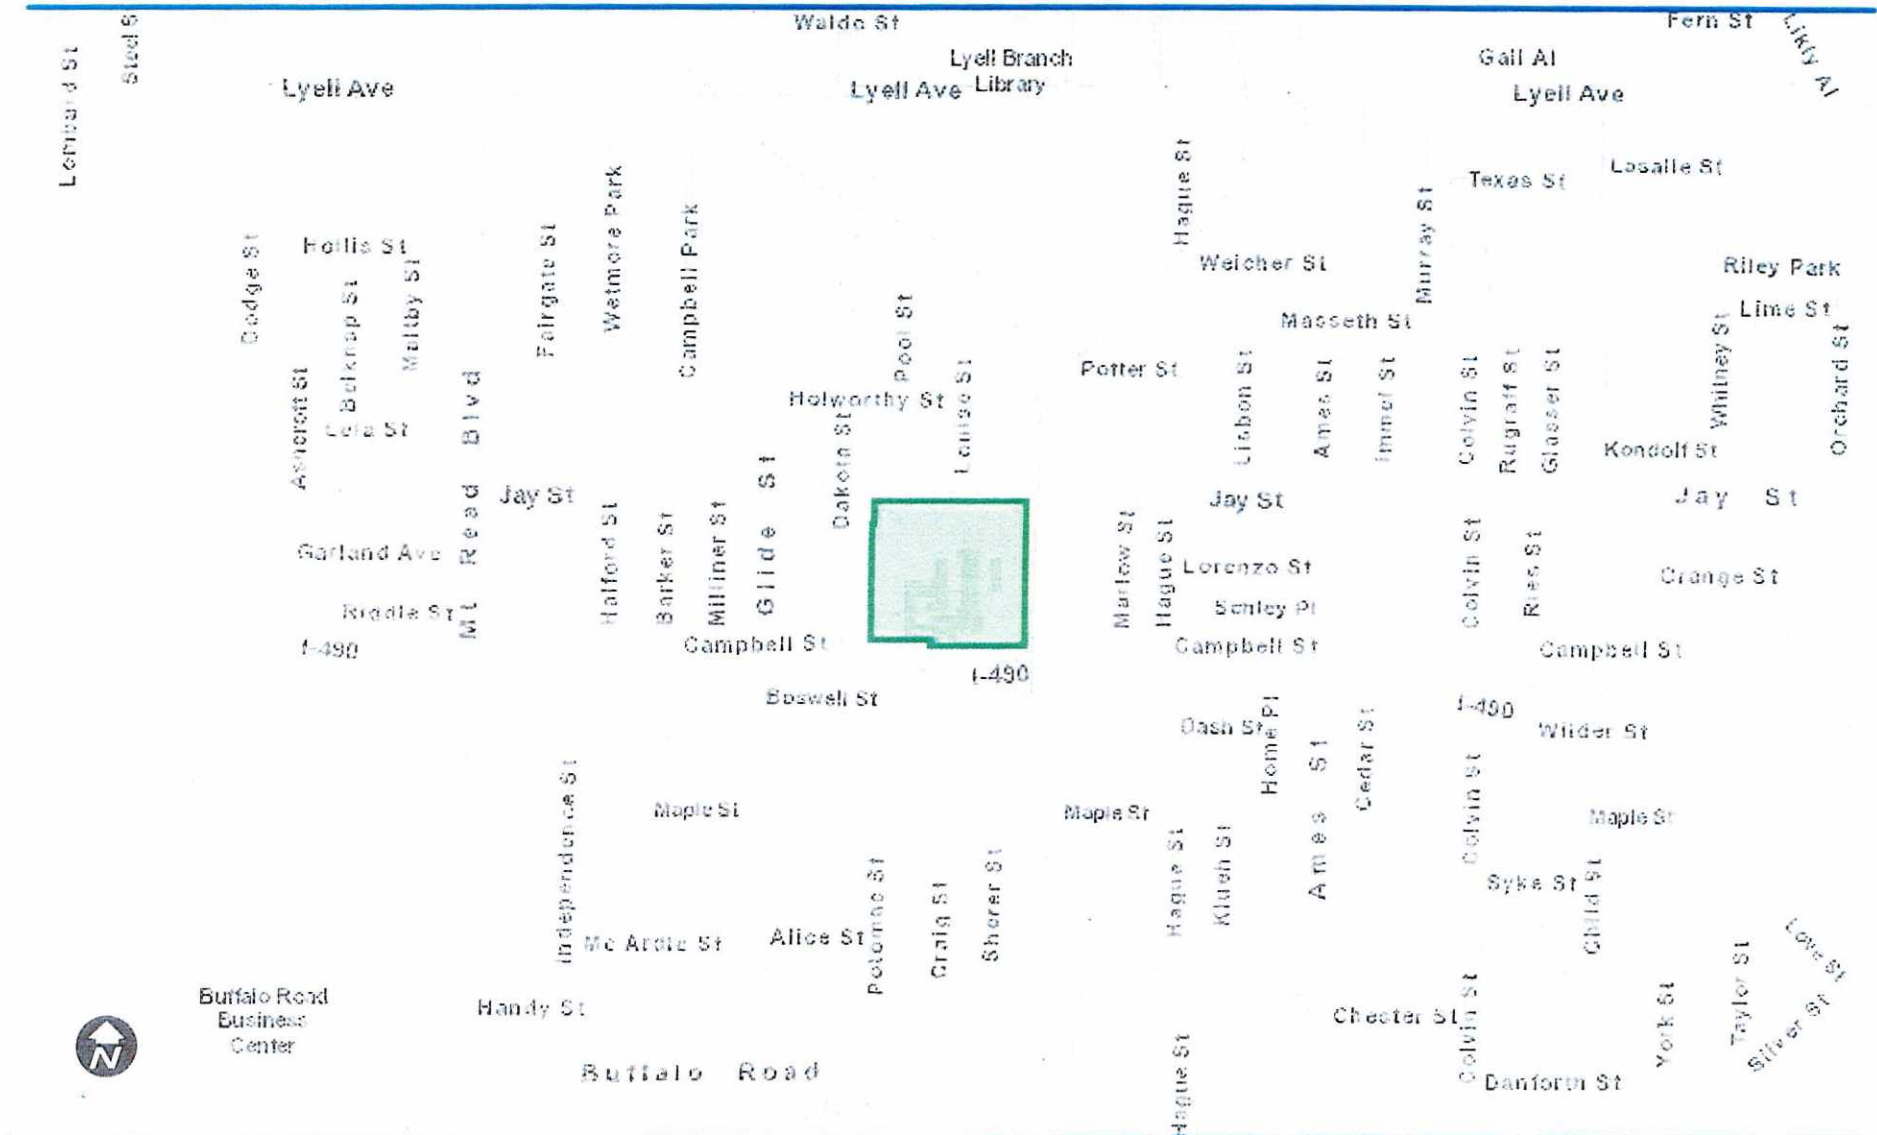 Waldo St
Fern St
Likly Al
Steel S
Lombard St
Lyell Branch
Library
Gail Al
Lyell Ave
Lyell Ave
Lyell Ave
Hague St
Lasalle St
Texas St
Wetmore Park
Murray St
Campbell Park
Fairgate St
Dodge St
Hollis St
Maltby St
Belknap St
Weicher St
Riley Park
Lime St
Pool St
Masseth St
Whitney St
Orchard St
Potter St
Lisbon St
Ames St
Immel St
Colvin St
Rugraff St
Glasser St
Ashcroft St
Mt Read Blvd
Holworthy St
Louise St
Lela St
Dakota St
Kondolf St
Glide St
Jay St
Jay St
Jay St
Halford St
Barker St
Milliner St
Marlow St
Hague St
Colvin St
Ries St
Garland Ave
Lorenzo St
Orange St
Riddle St
Schley Pl
I-490
Campbell St
Campbell St
Campbell St
I-490
Boswell St
Home Pl
I-490
Dash St
Cedar St
Wilder St
Ames St
Independence St
Colvin St
Maple St
Maple St
Maple St
Hague St
Klueh St
Potomac St
Craig St
Sherer St
Syke St
Child St
Mc Ardle St
Alice St
Love St
Taylor St
Silver St
York St
Buffalo Road
Business
Center
Handy St
Chester St
Colvin St
N
Buffalo Road
Hague St
Danforth St